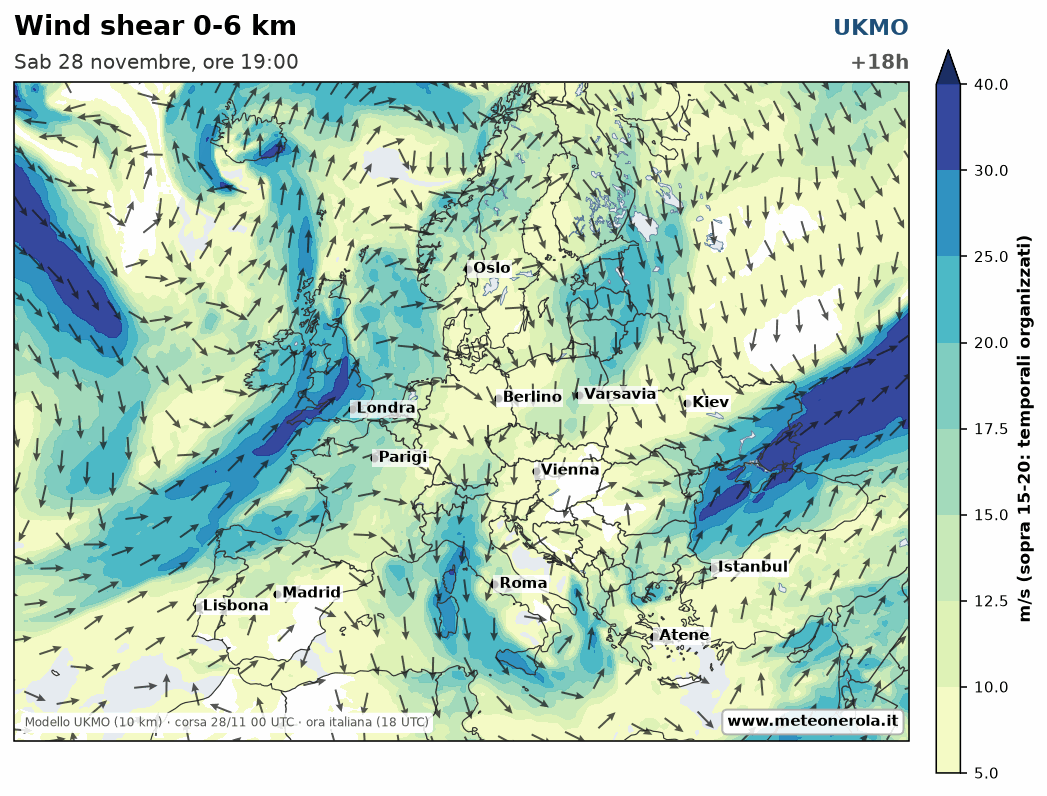 Wind shear 0-6 km
UKMO
Sab 28 novembre, ore 19:00
+18h
40.0
30.0
25.0
20.0
17.5
15.0
12.5
10.0
5.0
m/s (sopra 15-20: temporali organizzati)
Oslo
Berlino
Varsavia
Kiev
Londra
Parigi
Vienna
Istanbul
Roma
Madrid
Lisbona
Atene
Modello UKMO (10 km) · corsa 28/11 00 UTC · ora italiana (18 UTC)
www.meteonerola.it